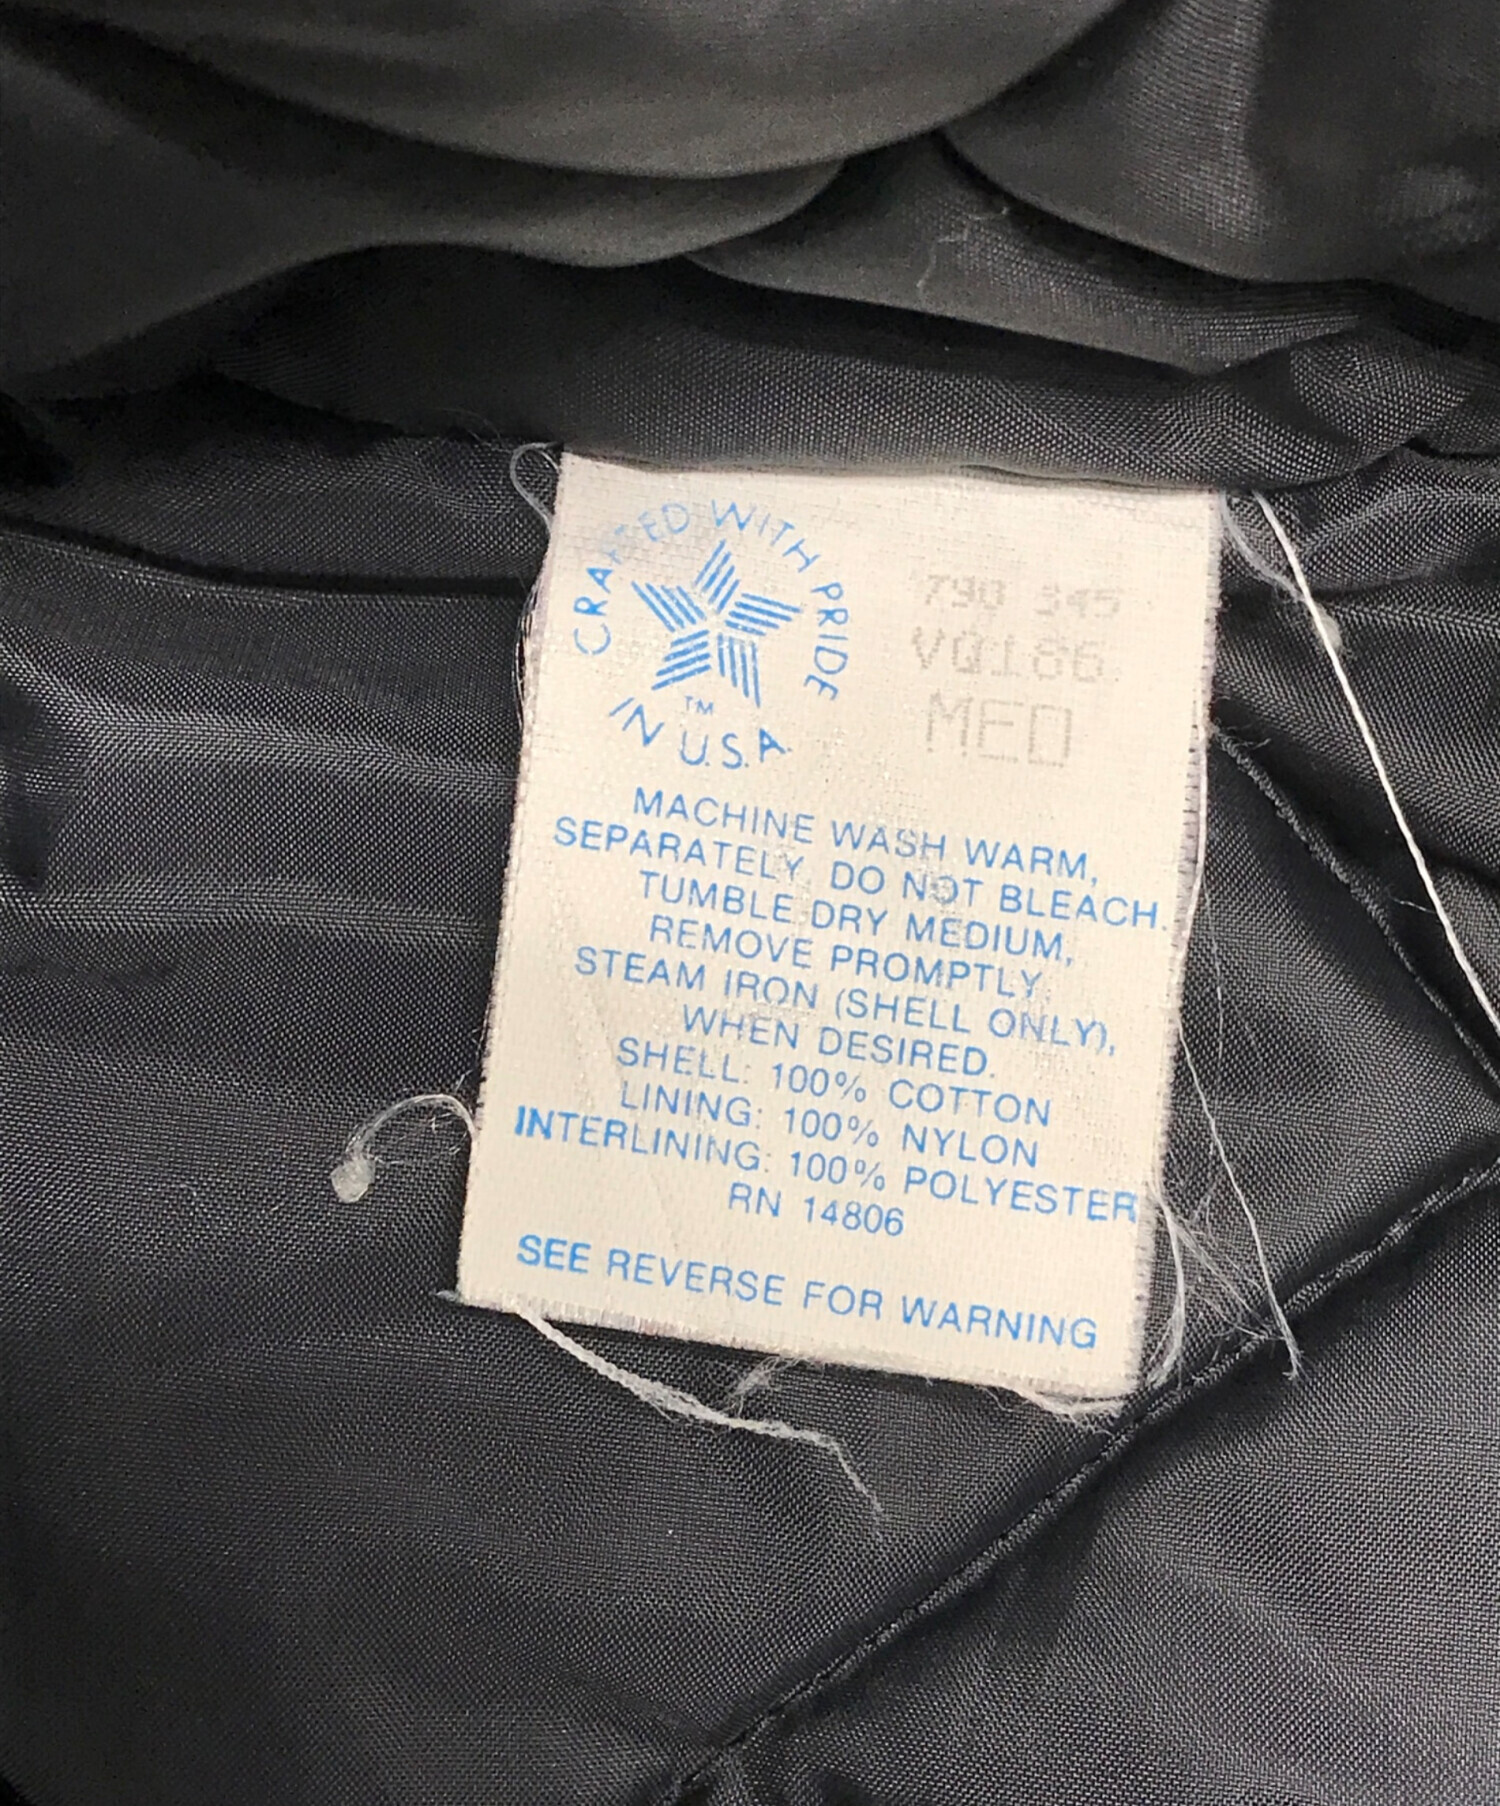 CRAFTED WITH PRIDE
IN U.S.A.
TM
790 345
VQ186
MED
MACHINE WASH WARM,
SEPARATELY. DO NOT BLEACH.
TUMBLE DRY MEDIUM,
REMOVE PROMPTLY.
STEAM IRON (SHELL ONLY),
WHEN DESIRED.
SHELL: 100% COTTON
LINING: 100% NYLON
INTERLINING: 100% POLYESTER
RN 14806
SEE REVERSE FOR WARNING